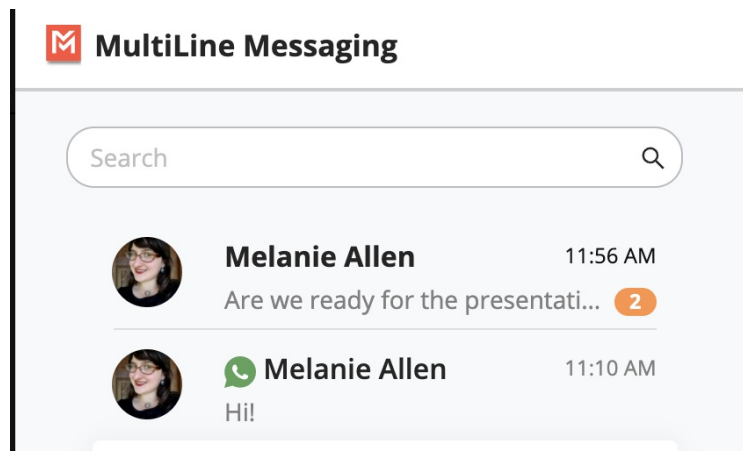 MultiLine Messaging
Search
Melanie Allen 11:56 AM
Are we ready for the presentati... 2
Melanie Allen 11:10 AM
Hi!